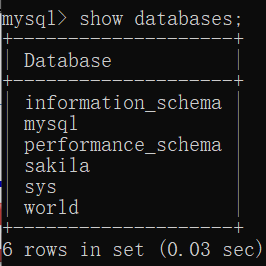 mysql> show databases;
+--------------------+
| Database           |
+--------------------+
| information_schema |
| mysql              |
| performance_schema |
| sakila             |
| sys                |
| world              |
+--------------------+
6 rows in set (0.03 sec)